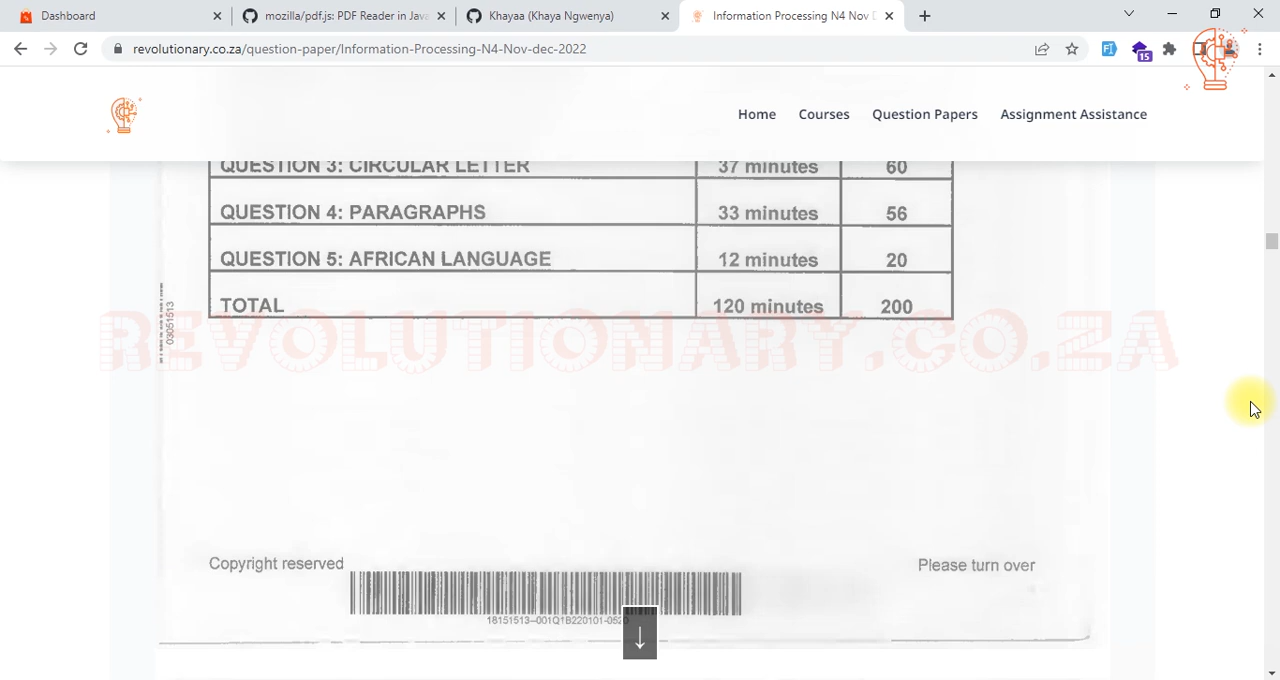 Dashboard
mozilla/pdf.js: PDF Reader in Java
Khayaa (Khaya Ngwenya)
Information Processing N4 Nov D
revolutionary.co.za/question-paper/Information-Processing-N4-Nov-dec-2022
15
Home Courses Question Papers Assignment Assistance
QUESTION 3: CIRCULAR LETTER 37 minutes 60
QUESTION 4: PARAGRAPHS 33 minutes 56
QUESTION 5: AFRICAN LANGUAGE 12 minutes 20
TOTAL 120 minutes 200
03051513
REVOLUTIONARY.CO.ZA
Copyright reserved
Please turn over